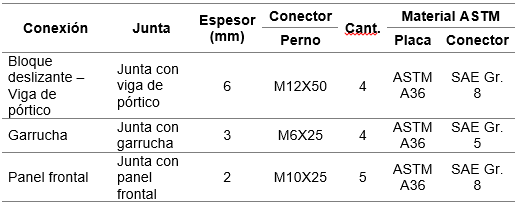 Conexión Junta Espesor (mm) Conector Cant. Material ASTM
Perno Placa Conector
Bloque deslizante – Viga de pórtico Junta con viga de pórtico 6 M12X50 4 ASTM A36 SAE Gr. 8
Garrucha Junta con garrucha 3 M6X25 4 ASTM A36 SAE Gr. 5
Panel frontal Junta con panel frontal 2 M10X25 5 ASTM A36 SAE Gr. 8